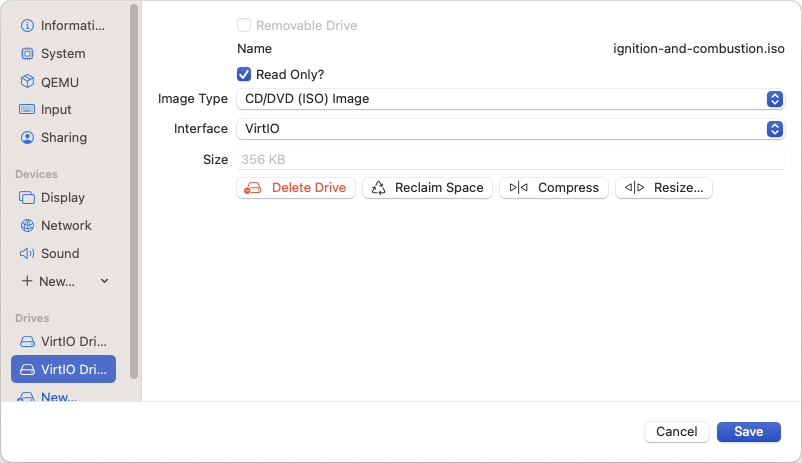 Informati...
System
QEMU
Input
Sharing
Devices
Display
Network
Sound
New...
Drives
VirtIO Dri...
VirtIO Dri...
New...
Removable Drive
Name ignition-and-combustion.iso
Read Only?
Image Type CD/DVD (ISO) Image
Interface VirtIO
Size 356 KB
Delete Drive Reclaim Space Compress Resize...
Cancel Save